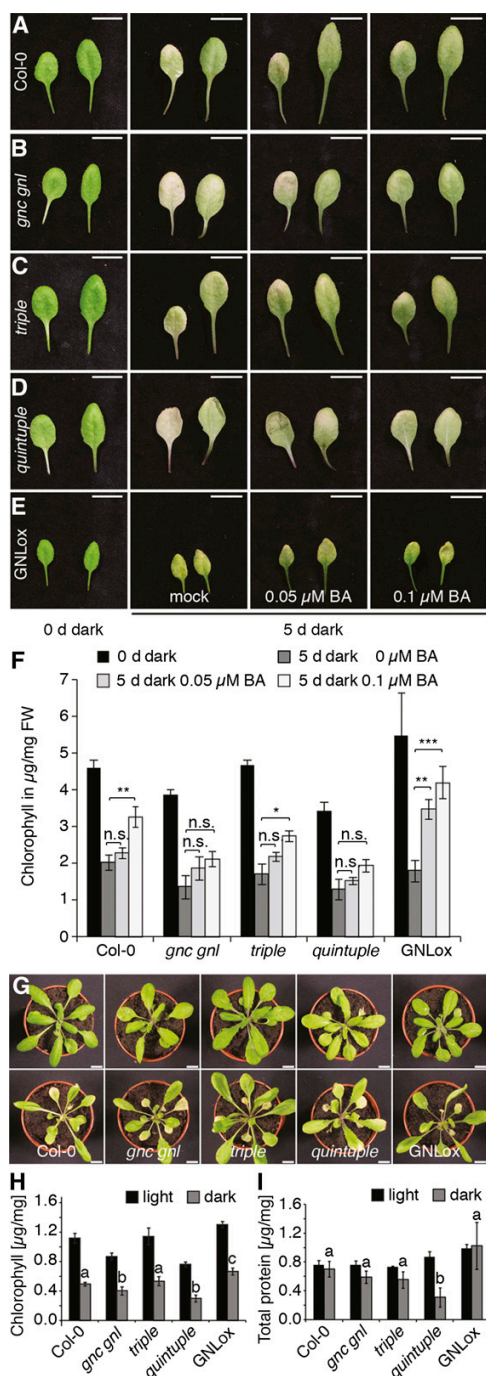 A
Col-0
B
gnc gnl
C
triple
D
quintuple
E
GNLox
mock
0.05 µM BA
0.1 µM BA
0 d dark
5 d dark
F
0 d dark
5 d dark 0 µM BA
5 d dark 0.05 µM BA
5 d dark 0.1 µM BA
Chlorophyll in µg/mg FW
7
6
5
4
3
2
1
0
**
n.s.
n.s.
n.s.
*
n.s.
n.s.
n.s.
***
**
Col-0
gnc gnl
triple
quintuple
GNLox
G
Col-0
gnc gnl
triple
quintuple
GNLox
H
light
dark
Chlorophyll [µg/mg]
1.6
1.2
0.8
0.4
0
a
b
a
b
c
Col-0
gnc gnl
triple
quintuple
GNLox
I
light
dark
Total protein [µg/mg]
1.6
1.2
0.8
0.4
0
a
a
a
b
a
Col-0
gnc gnl
triple
quintuple
GNLox